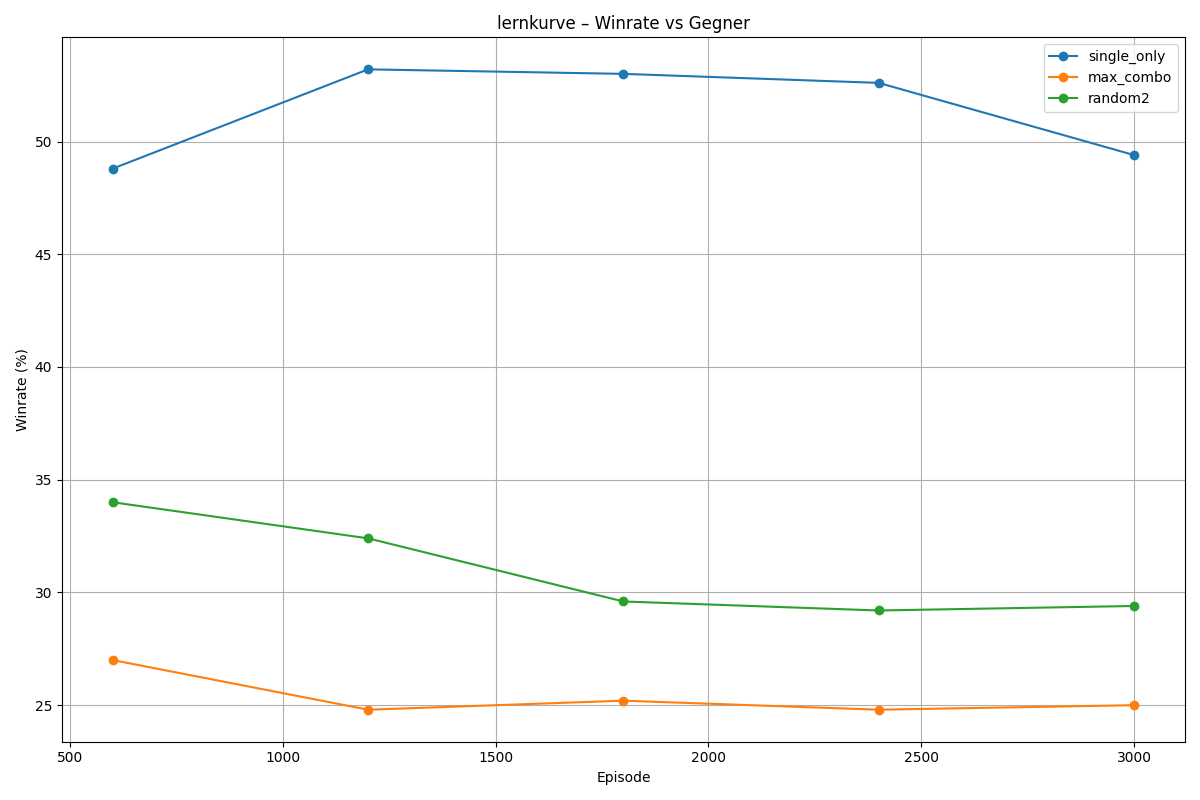 lernkurve – Winrate vs Gegner
single_only
max_combo
random2
Winrate (%)
50
45
40
35
30
25
500
1000
1500
2000
2500
3000
Episode